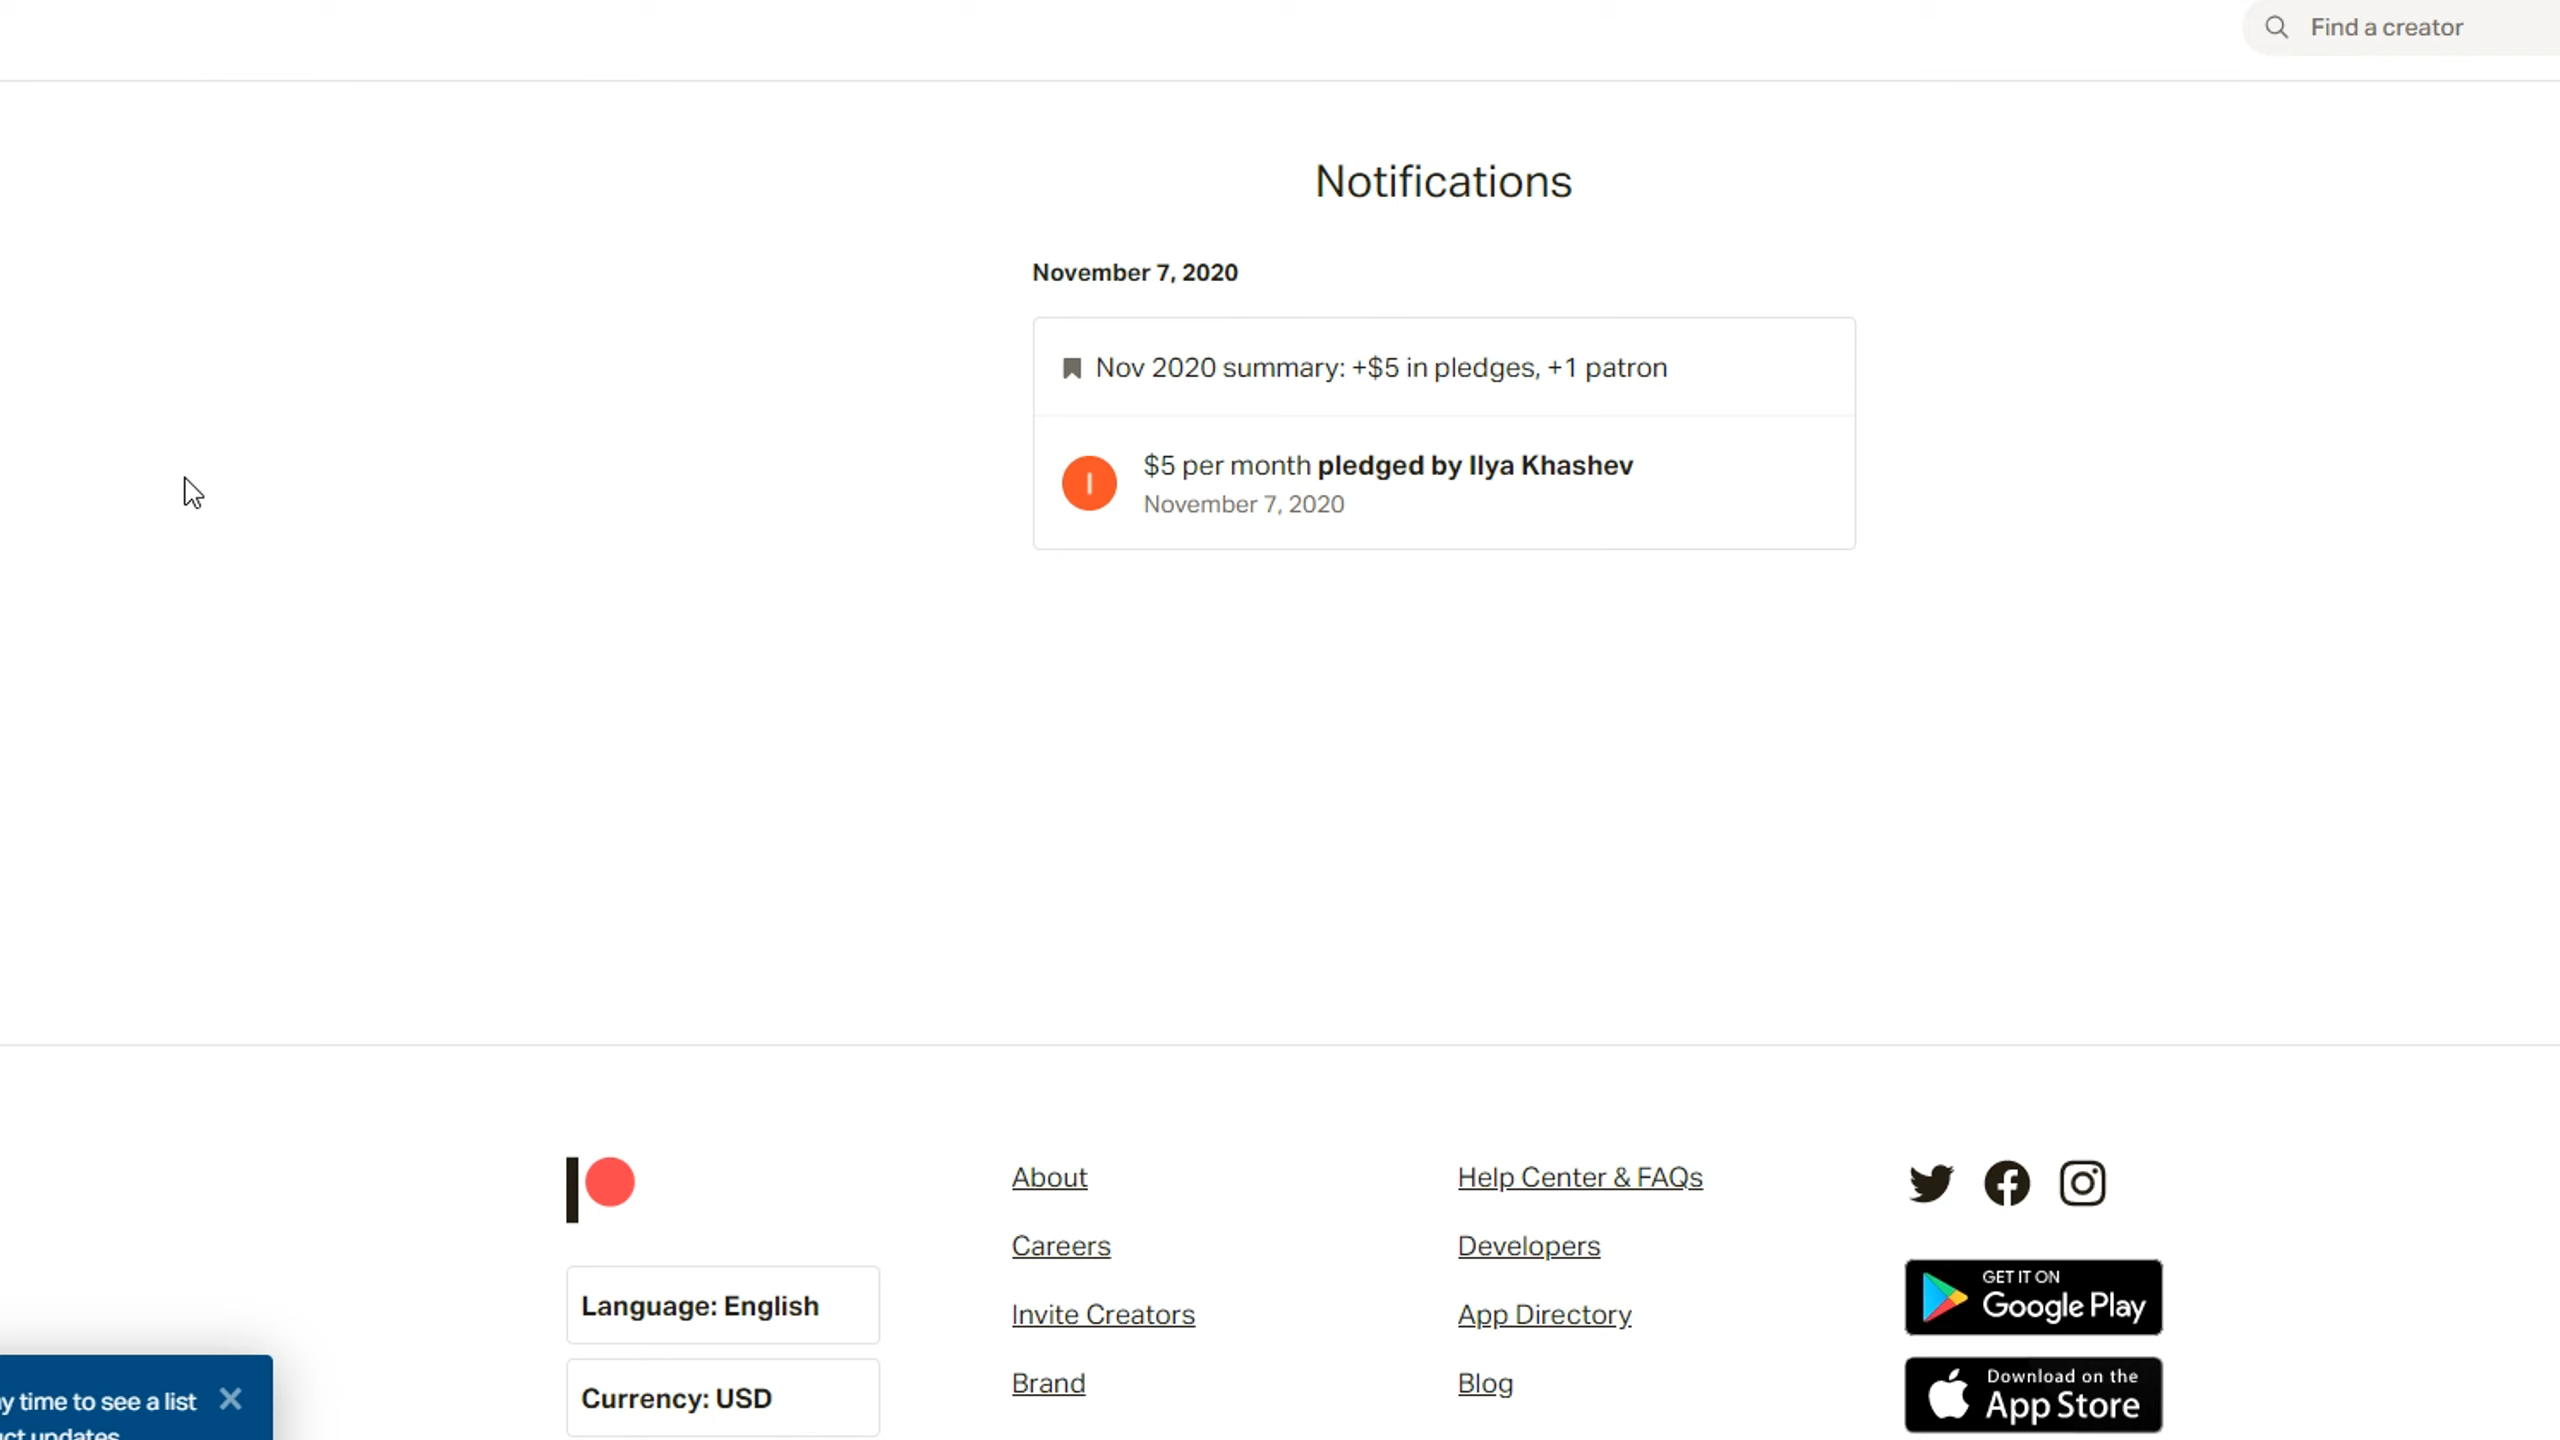 Find a creator
Notifications
November 7, 2020
Nov 2020 summary: +$5 in pledges, +1 patron
I
$5 per month pledged by Ilya Khashev
November 7, 2020
About
Careers
Invite Creators
Brand
Help Center & FAQs
Developers
App Directory
Blog
Language: English
Currency: USD
GET IT ON
Google Play
Download on the
App Store
y time to see a list
ct updates